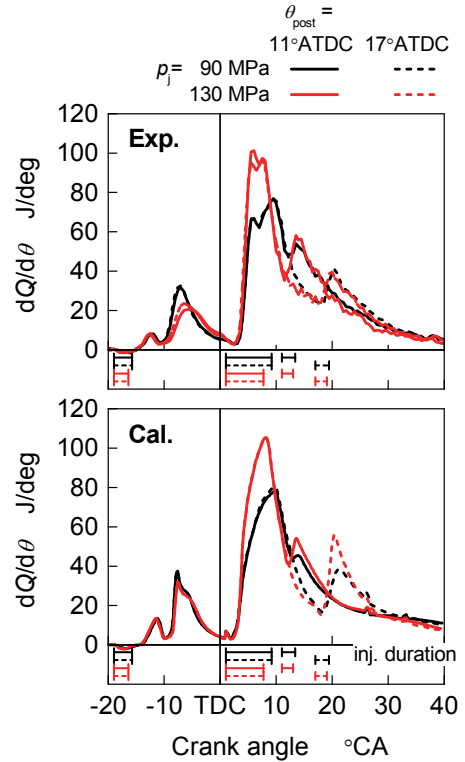 θpost =
11°ATDC 17°ATDC
pj= 90 MPa
130 MPa
120
100
80
60
40
20
0
dQ/dθ J/deg
Exp.
120
100
80
60
40
20
0
dQ/dθ J/deg
Cal.
inj. duration
-20 -10 TDC 10 20 30 40
Crank angle °CA